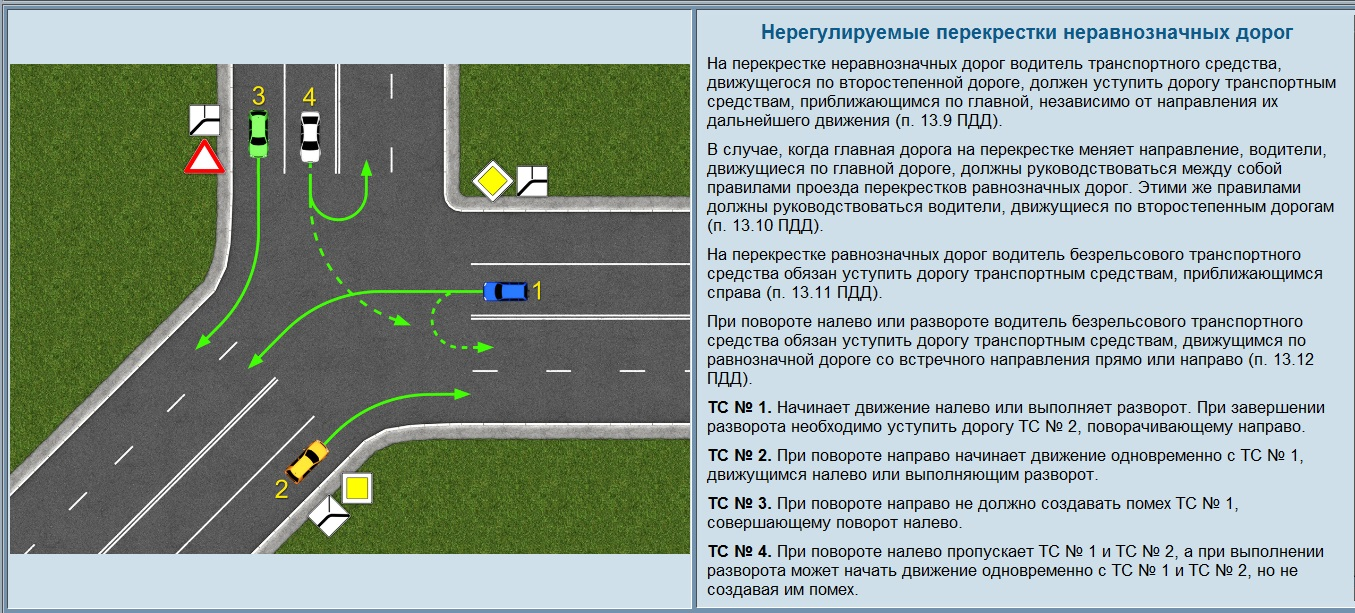 3 4
1
2
Нерегулируемые перекрестки неравнозначных дорог
На перекрестке неравнозначных дорог водитель транспортного средства,
движущегося по второстепенной дороге, должен уступить дорогу транспортным
средствам, приближающимся по главной, независимо от направления их
дальнейшего движения (п. 13.9 ПДД).
В случае, когда главная дорога на перекрестке меняет направление, водители,
движущиеся по главной дороге, должны руководствоваться между собой
правилами проезда перекрестков равнозначных дорог. Этими же правилами
должны руководствоваться водители, движущиеся по второстепенным дорогам
(п. 13.10 ПДД).
На перекрестке равнозначных дорог водитель безрельсового транспортного
средства обязан уступить дорогу транспортным средствам, приближающимся
справа (п. 13.11 ПДД).
При повороте налево или развороте водитель безрельсового транспортного
средства обязан уступить дорогу транспортным средствам, движущимся по
равнозначной дороге со встречного направления прямо или направо (п. 13.12
ПДД).
ТС № 1. Начинает движение налево или выполняет разворот. При завершении
разворота необходимо уступить дорогу ТС № 2, поворачивающему направо.
ТС № 2. При повороте направо начинает движение одновременно с ТС № 1,
движущимся налево или выполняющим разворот.
ТС № 3. При повороте направо не должно создавать помех ТС № 1,
совершающему поворот налево.
ТС № 4. При повороте налево пропускает ТС № 1 и ТС № 2, а при выполнении
разворота может начать движение одновременно с ТС № 1 и ТС № 2, но не
создавая им помех.